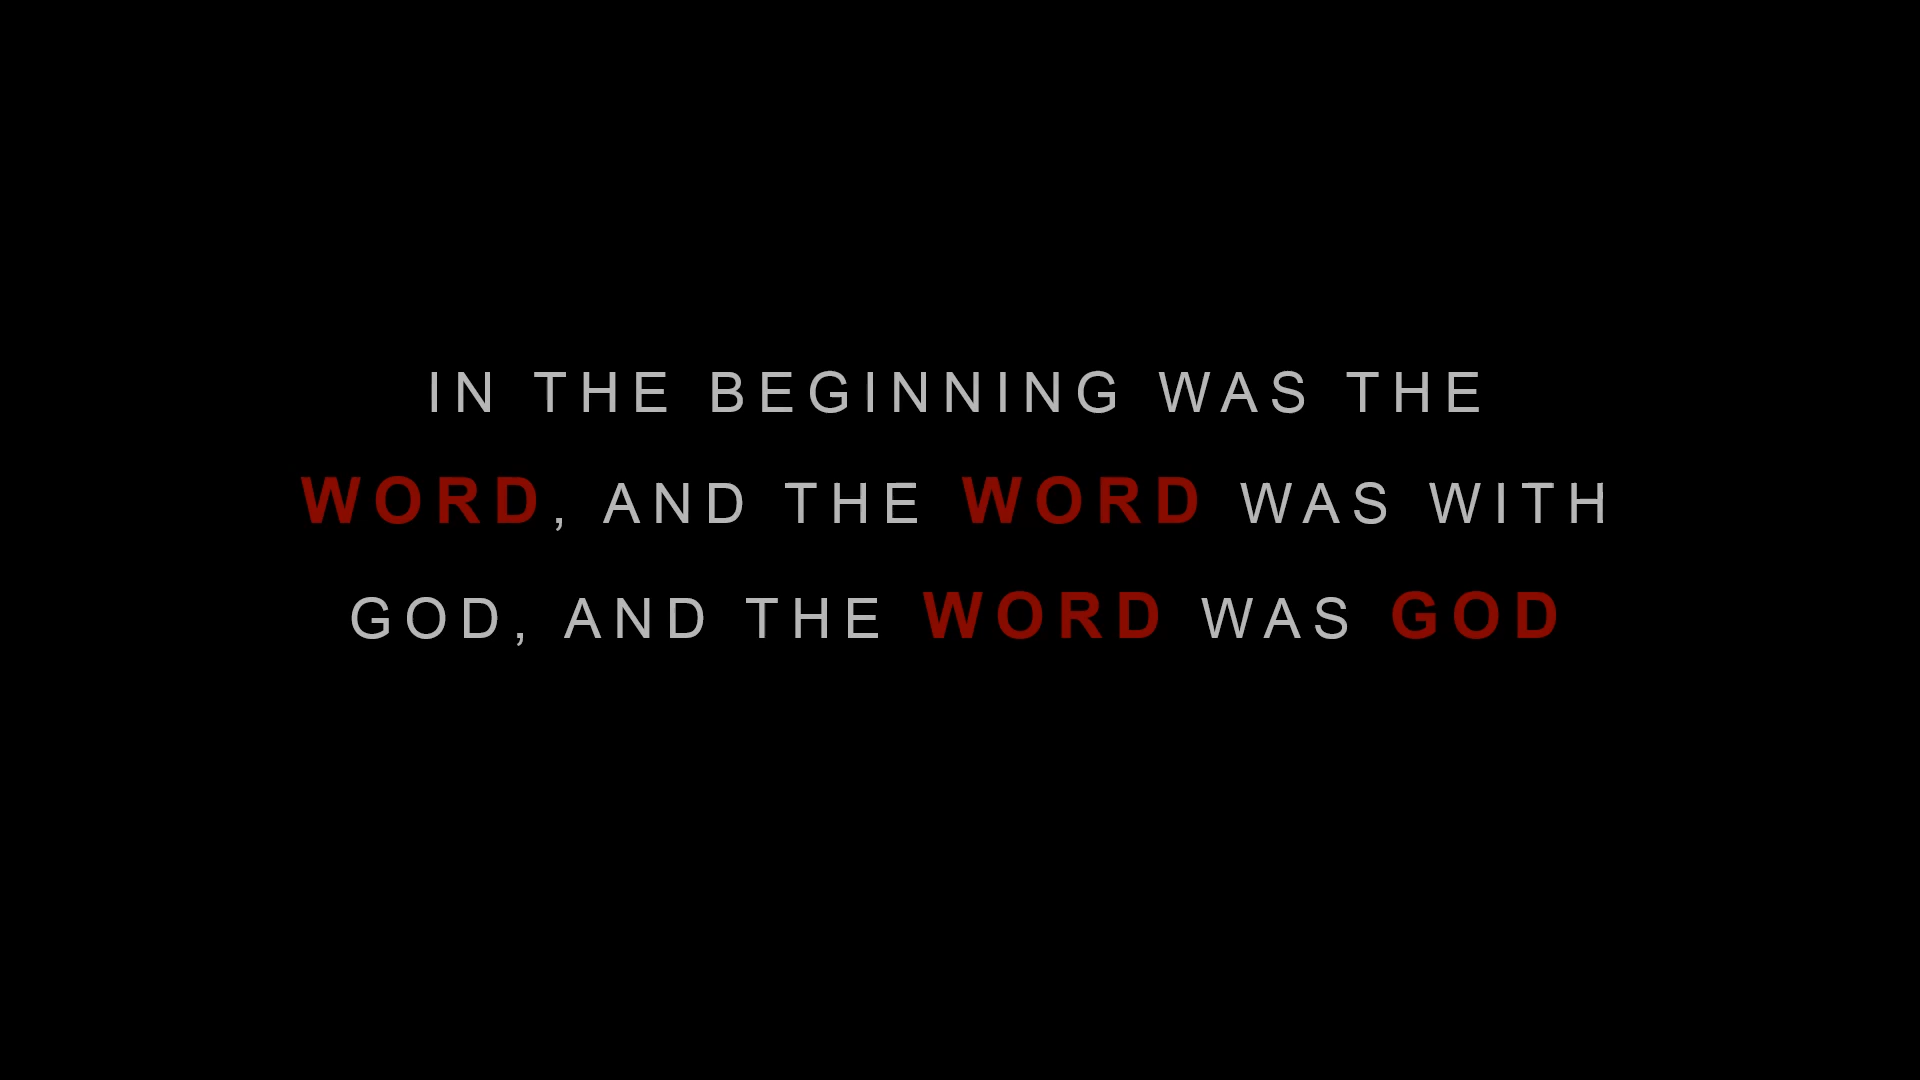 IN THE BEGINNING WAS THE
WORD, AND THE WORD WAS WITH
GOD, AND THE WORD WAS GOD